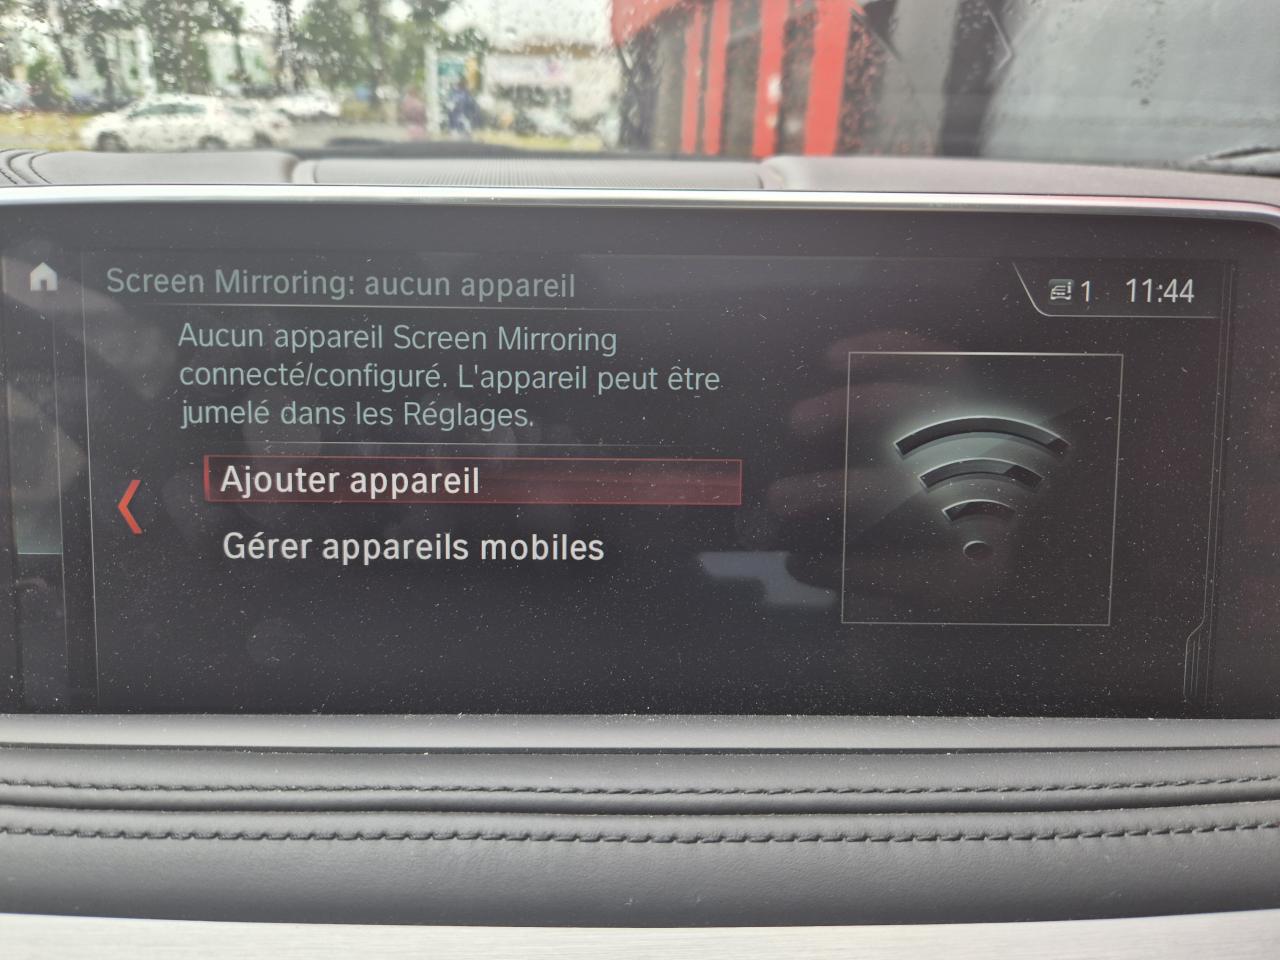 Screen Mirroring: aucun appareil
1 11:44
Aucun appareil Screen Mirroring
connecté/configuré. L'appareil peut être
jumelé dans les Réglages.
Ajouter appareil
Gérer appareils mobiles